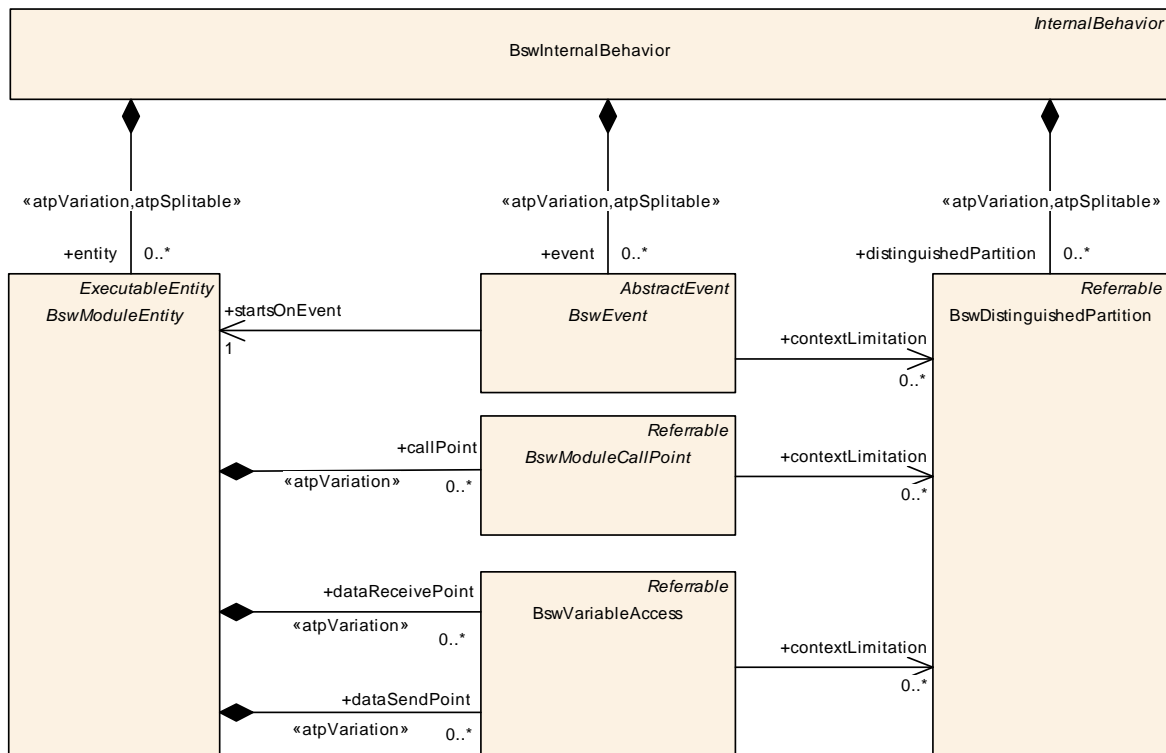 InternalBehavior
BswInternalBehavior
«atpVariation,atpSplitable»
«atpVariation,atpSplitable»
«atpVariation,atpSplitable»
+entity 0..*
+event 0..*
+distinguishedPartition 0..*
ExecutableEntity
BswModuleEntity
AbstractEvent
BswEvent
Referrable
BswDistinguishedPartition
+startsOnEvent
1
+contextLimitation
0..*
Referrable
BswModuleCallPoint
+callPoint
«atpVariation» 0..*
+contextLimitation
0..*
Referrable
BswVariableAccess
+dataReceivePoint
«atpVariation» 0..*
+contextLimitation
0..*
+dataSendPoint
«atpVariation» 0..*